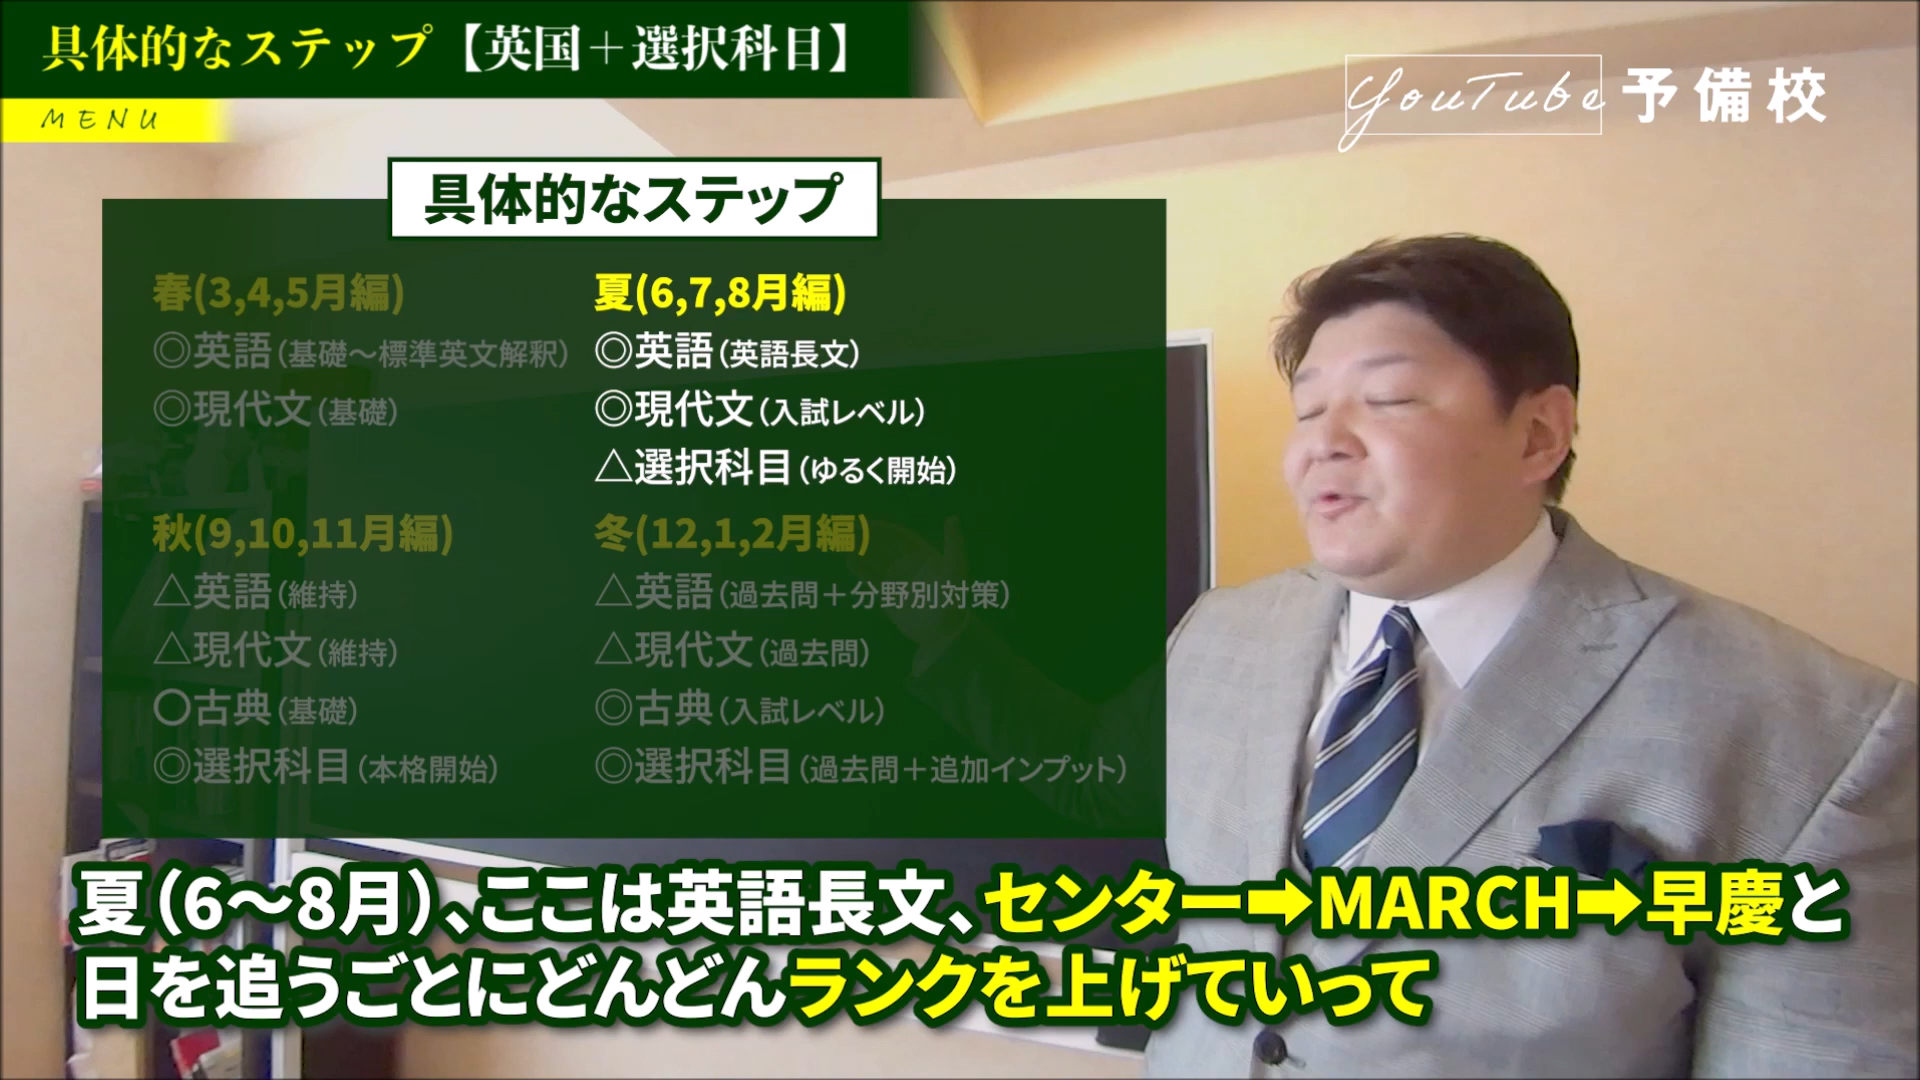 具体的なステップ【英国＋選択科目】
MENU
YouTube 予備校
具体的なステップ
春(3,4,5月編)
◎英語（基礎～標準英文解釈）
◎現代文（基礎）
夏(6,7,8月編)
◎英語（英語長文）
◎現代文（入試レベル）
△選択科目（ゆるく開始）
秋(9,10,11月編)
△英語（維持）
△現代文（維持）
〇古典（基礎）
◎選択科目（本格開始）
冬(12,1,2月編)
△英語（過去問＋分野別対策）
△現代文（過去問）
◎古典（入試レベル）
◎選択科目（過去問＋追加インプット）
夏（6～8月）、ここは英語長文、センター➡MARCH➡早慶と
日を追うごとにどんどんランクを上げていって